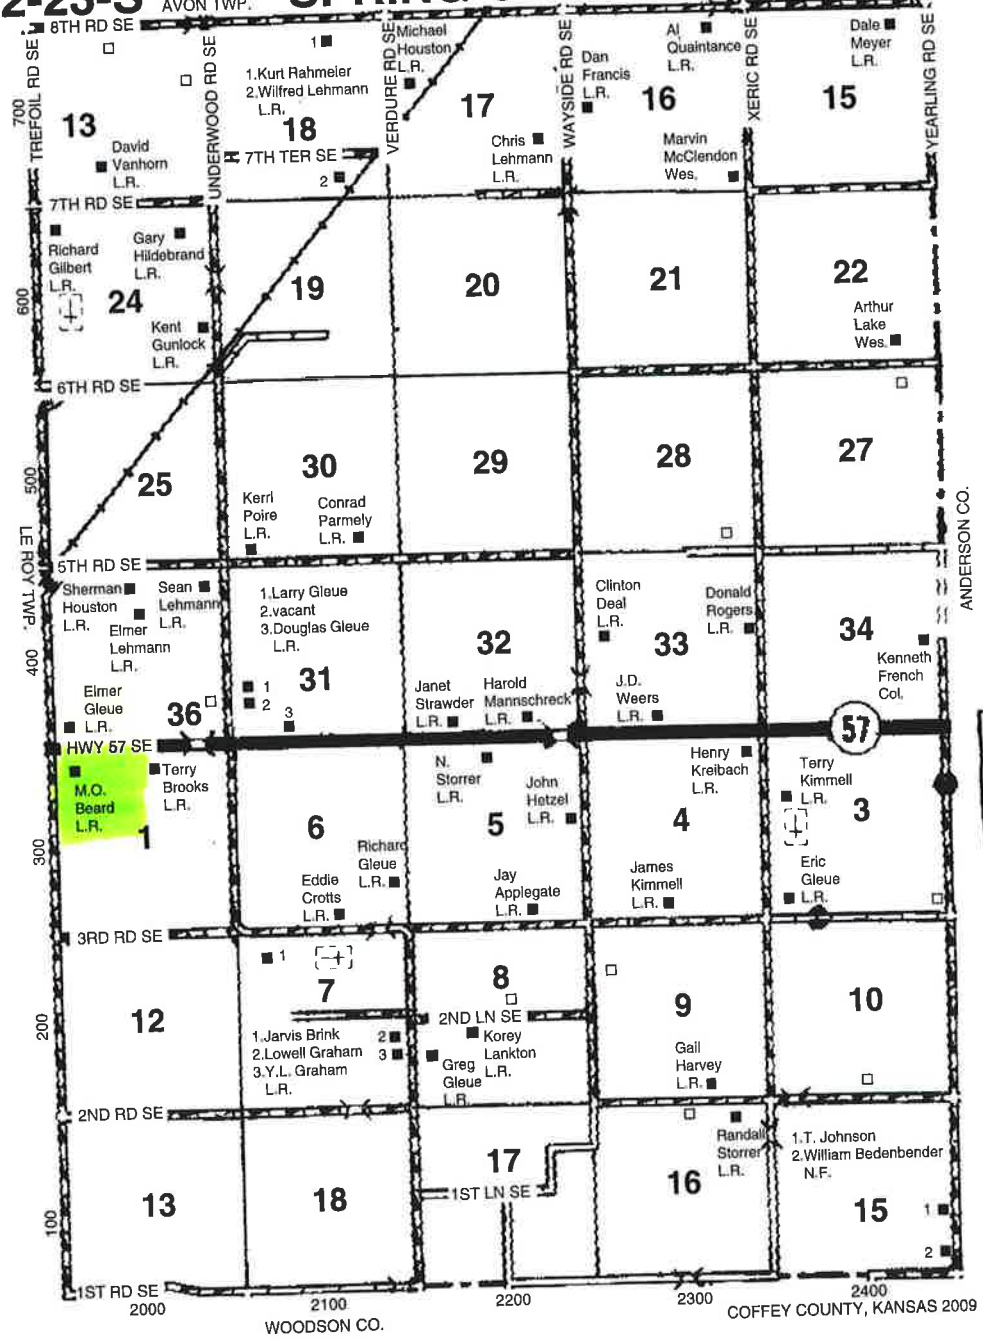 2-23-S
AVON TWP.
8TH RD SE
TREFOIL RD SE
UNDERWOOD RD SE
VERDURE RD SE
WAYSIDE RD SE
XERIC RD SE
YEARLING RD SE
700
13
David
Vanhorn
L.R.
1
1.Kurt Rahmeier
2.Wilfred Lehmann
L.R.
18
7TH TER SE
2
Michael
Houston
L.R.
17
Chris
Lehmann
L.R.
Dan
Francis
L.R.
Al
Quaintance
L.R.
16
Marvin
McClendon
Wes.
Dale
Meyer
L.R.
15
7TH RD SE
600
Richard
Gilbert
L.R.
Gary
Hildebrand
L.R.
24
Kent
Gunlock
L.R.
19
20
21
22
Arthur
Lake
Wes.
6TH RD SE
500
25
30
Kerri
Poire
L.R.
Conrad
Parmely
L.R.
29
28
27
LE ROY TWP.
ANDERSON CO.
5TH RD SE
400
Sherman
Houston
L.R.
Sean
Lehmann
L.R.
Elmer
Lehmann
L.R.
Elmer
Gleue
L.R.
36
1.Larry Gleue
2.vacant
3.Douglas Gleue
L.R.
31
1
2
3
32
Janet
Strawder
L.R.
Harold
Mannschreck
L.R.
Clinton
Deal
L.R.
Donald
Rogers
L.R.
33
J.D.
Weers
L.R.
34
Kenneth
French
Col.
HWY 57 SE
57
300
M.O.
Beard
L.R.
Terry
Brooks
L.R.
1
6
Richard
Gleue
L.R.
Eddie
Crotts
L.R.
N.
Storrer
L.R.
John
Hetzel
L.R.
5
Jay
Applegate
L.R.
Henry
Kreibach
L.R.
4
James
Kimmell
L.R.
Terry
Kimmell
L.R.
3
Eric
Gleue
L.R.
3RD RD SE
200
12
1
7
1.Jarvis Brink
2.Lowell Graham
3.Y.L. Graham
L.R.
2
3
8
2ND LN SE
Korey
Lankton
L.R.
Greg
Gleue
L.R.
9
Gail
Harvey
L.R.
10
2ND RD SE
100
13
18
17
1ST LN SE
Randall
Storrer
L.R.
16
1.T. Johnson
2.William Bedenbender
N.F.
15
1
2
1ST RD SE
2000
2100
2200
2300
2400
WOODSON CO.
COFFEY COUNTY, KANSAS 2009